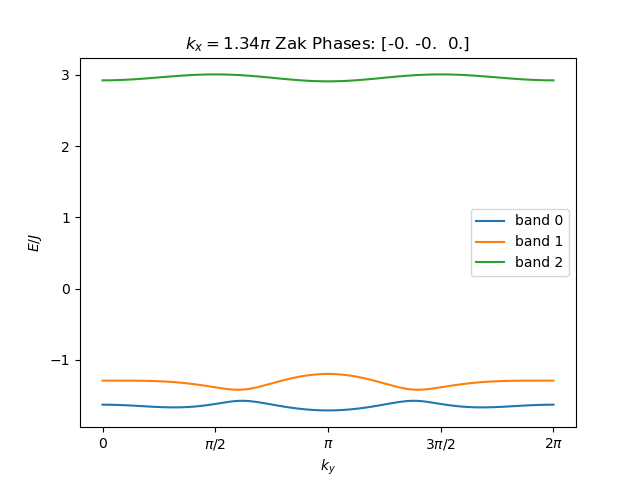 $k_x = 1.34\pi$ Zak Phases: [-0. -0.  0.]
3
2
1
0
−1
E/J
band 0
band 1
band 2
0
π/2
π
3π/2
2π
$k_y$